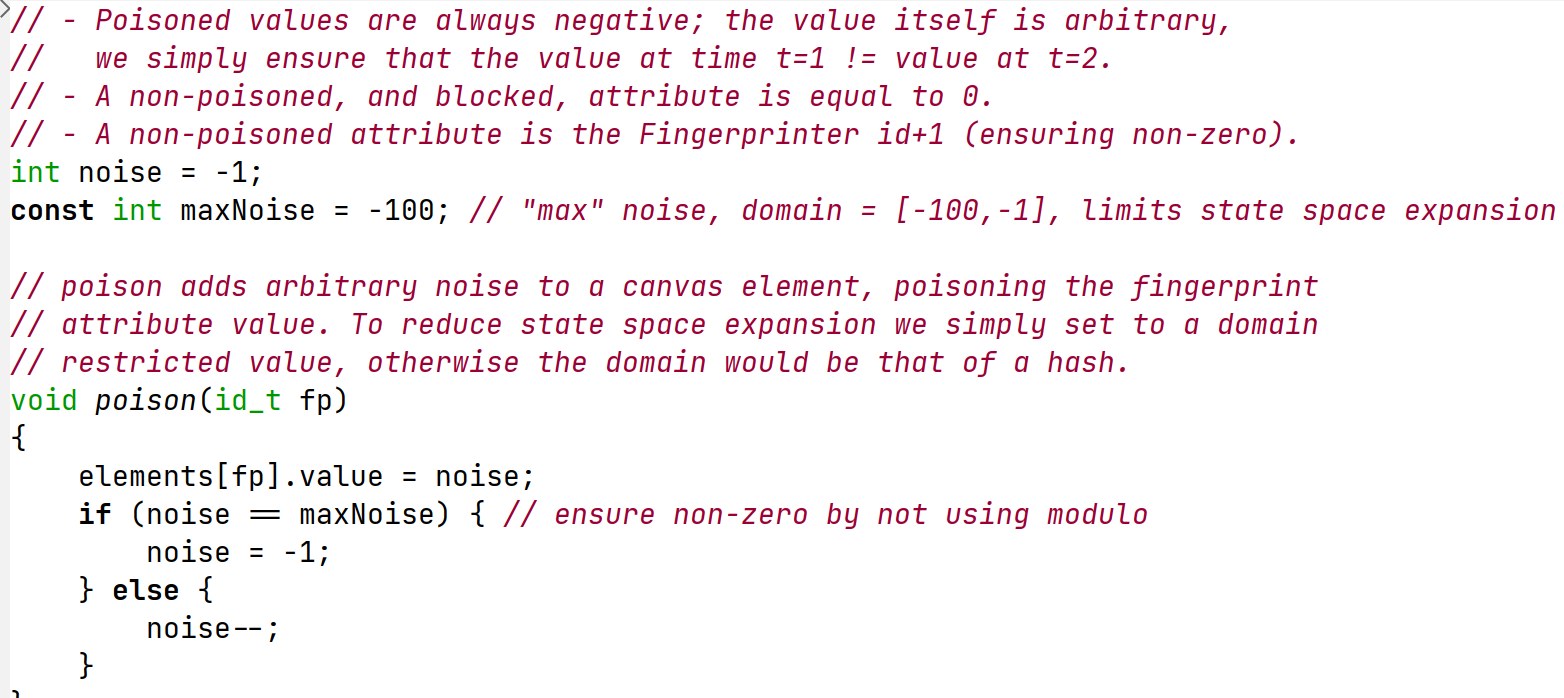 // - Poisoned values are always negative; the value itself is arbitrary,
//   we simply ensure that the value at time t=1 != value at t=2.
// - A non-poisoned, and blocked, attribute is equal to 0.
// - A non-poisoned attribute is the Fingerprinter id+1 (ensuring non-zero).
int noise = -1;
const int maxNoise = -100; // "max" noise, domain = [-100,-1], limits state space expansion

// poison adds arbitrary noise to a canvas element, poisoning the fingerprint
// attribute value. To reduce state space expansion we simply set to a domain
// restricted value, otherwise the domain would be that of a hash.
void poison(id_t fp)
{
    elements[fp].value = noise;
    if (noise == maxNoise) { // ensure non-zero by not using modulo
        noise = -1;
    } else {
        noise--;
    }
}